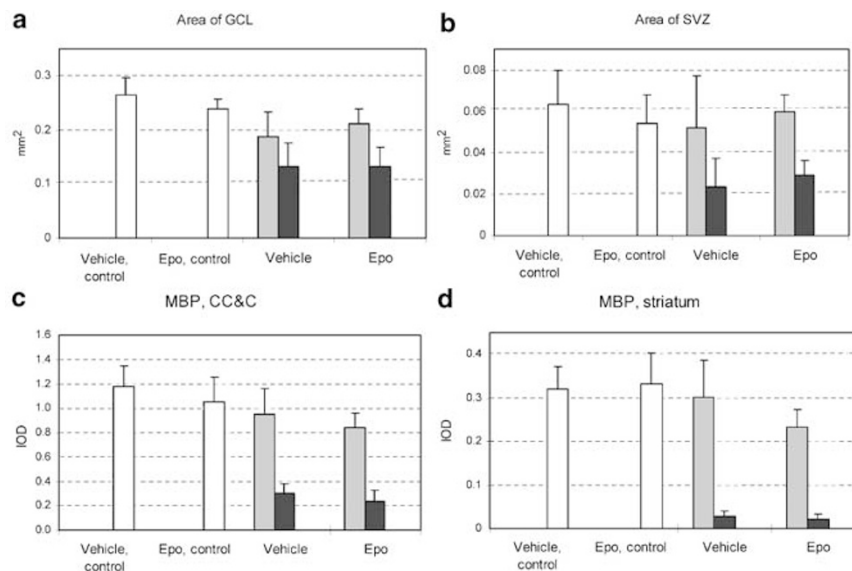 a
Area of GCL
0.3
0.2
0.1
0
mm2
Vehicle,
control
Epo, control
Vehicle
Epo
b
Area of SVZ
0.08
0.06
0.04
0.02
0
mm2
Vehicle,
control
Epo, control
Vehicle
Epo
c
MBP, CC&C
1.6
1.4
1.2
1.0
0.8
0.6
0.4
0.2
0.0
IOD
Vehicle,
control
Epo, control
Vehicle
Epo
d
MBP, striatum
0.4
0.3
0.2
0.1
0
IOD
Vehicle,
control
Epo, control
Vehicle
Epo